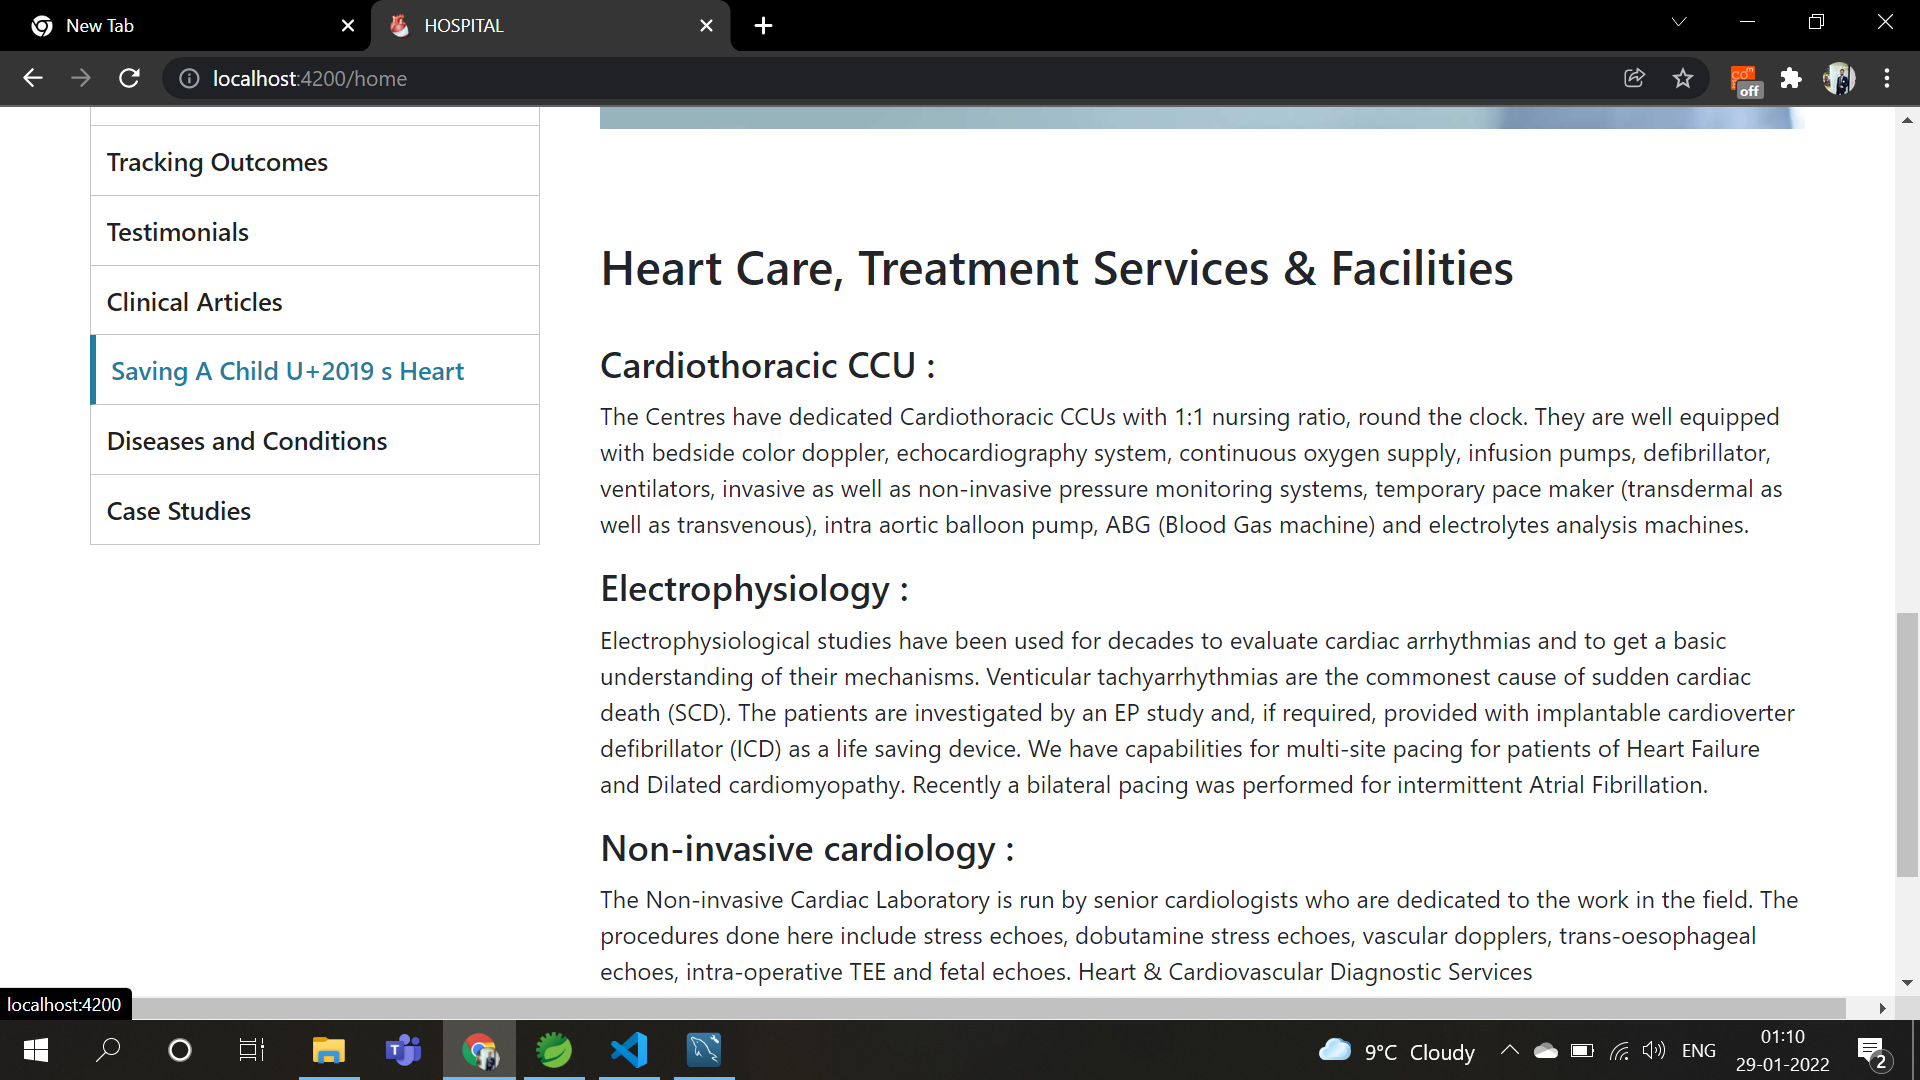 New Tab
HOSPITAL
localhost:4200/home
off
Tracking Outcomes
Testimonials
Clinical Articles
Saving A Child U+2019 s Heart
Diseases and Conditions
Case Studies
Heart Care, Treatment Services & Facilities
Cardiothoracic CCU :
The Centres have dedicated Cardiothoracic CCUs with 1:1 nursing ratio, round the clock. They are well equipped
with bedside color doppler, echocardiography system, continuous oxygen supply, infusion pumps, defibrillator,
ventilators, invasive as well as non-invasive pressure monitoring systems, temporary pace maker (transdermal as
well as transvenous), intra aortic balloon pump, ABG (Blood Gas machine) and electrolytes analysis machines.
Electrophysiology :
Electrophysiological studies have been used for decades to evaluate cardiac arrhythmias and to get a basic
understanding of their mechanisms. Venticular tachyarrhythmias are the commonest cause of sudden cardiac
death (SCD). The patients are investigated by an EP study and, if required, provided with implantable cardioverter
defibrillator (ICD) as a life saving device. We have capabilities for multi-site pacing for patients of Heart Failure
and Dilated cardiomyopathy. Recently a bilateral pacing was performed for intermittent Atrial Fibrillation.
Non-invasive cardiology :
The Non-invasive Cardiac Laboratory is run by senior cardiologists who are dedicated to the work in the field. The
procedures done here include stress echoes, dobutamine stress echoes, vascular dopplers, trans-oesophageal
echoes, intra-operative TEE and fetal echoes. Heart & Cardiovascular Diagnostic Services
localhost:4200
9°C Cloudy
ENG
01:10
29-01-2022
2